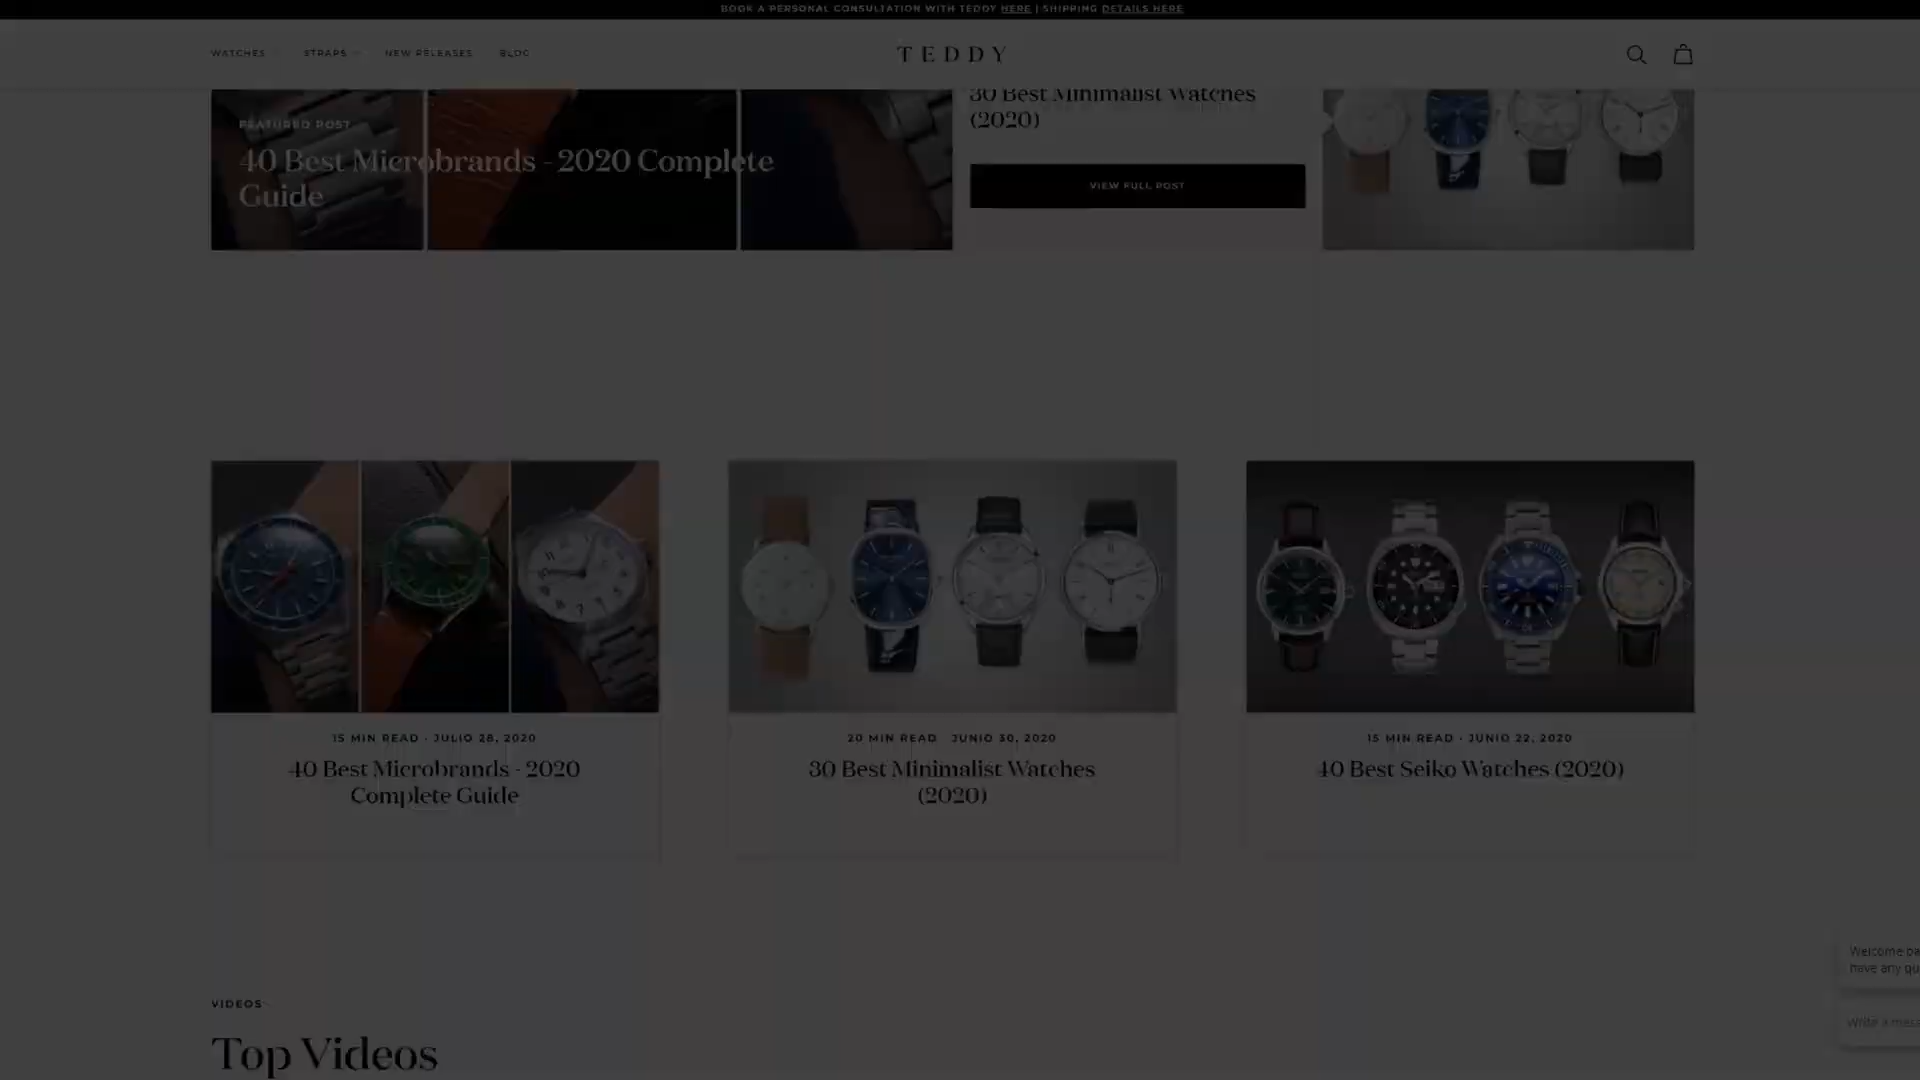 BOOK A PERSONAL CONSULTATION WITH TEDDY HERE | SHIPPING DETAILS HERE
WATCHES
STRAPS
NEW RELEASES
BLOG
TEDDY
FEATURED POST
40 Best Microbrands - 2020 Complete
Guide
30 Best Minimalist Watches
(2020)
VIEW FULL POST
15 MIN READ · JULIO 28, 2020
40 Best Microbrands - 2020
Complete Guide
20 MIN READ JUNIO 30, 2020
30 Best Minimalist Watches
(2020)
15 MIN READ · JUNIO 22, 2020
40 Best Seiko Watches (2020)
Welcome
have any
Write a
VIDEOS
Top Videos